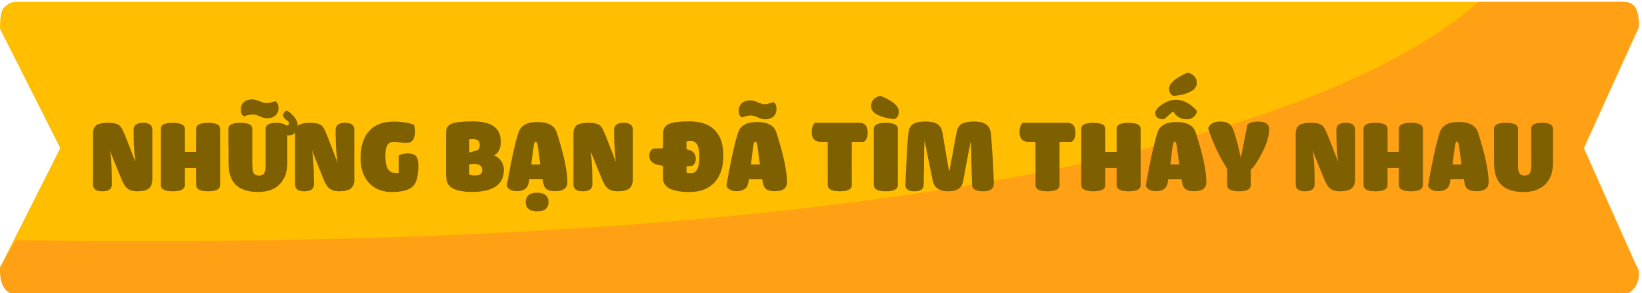 NHỮNG BẠN ĐÃ TÌM THẤY NHAU